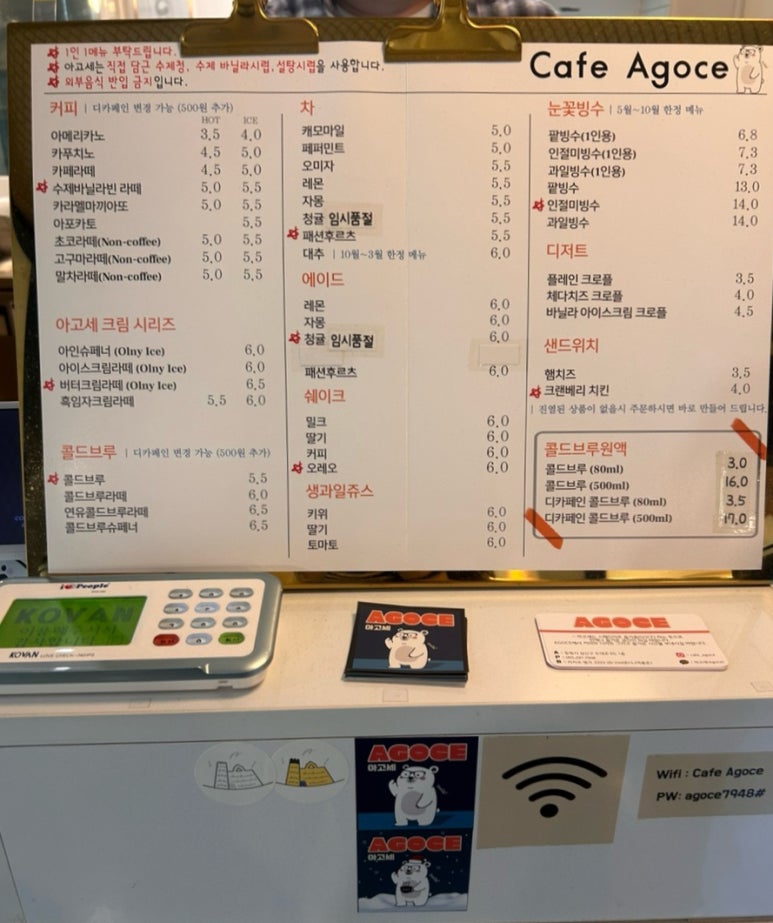 1인 1메뉴 부탁드립니다.
아고세는 직접 담근 수제청, 수제 바닐라시럽, 설탕시럽을 사용합니다.
외부음식 반입 금지입니다.
Cafe Agoce
커피 | 디카페인 변경 가능 (500원 추가)
HOT ICE
아메리카노 3.5 4.0
카푸치노 4.5 5.0
카페라떼 4.5 5.0
수제바닐라빈 라떼 5.0 5.5
카라멜마끼아또 5.0 5.5
아포카토 5.5
초코라떼(Non-coffee) 5.0 5.5
고구마라떼(Non-coffee) 5.0 5.5
말차라떼(Non-coffee) 5.0 5.5
아고세 크림 시리즈
아인슈페너 (Olny Ice) 6.0
아이스크림라떼 (Olny Ice) 6.0
버터크림라떼 (Olny Ice) 6.5
흑임자크림라떼 5.5 6.0
콜드브루 | 디카페인 변경 가능 (500원 추가)
콜드브루 5.5
콜드브루라떼 6.0
연유콜드브루라떼 6.5
콜드브루슈페너 6.5
차
캐모마일 5.0
페퍼민트 5.0
오미자 5.5
레몬 5.5
자몽 5.5
청귤 임시품절 5.5
패션후르츠 5.5
대추 | 10월~3월 한정 메뉴 6.0
에이드
레몬 6.0
자몽 6.0
청귤 임시품절 6.0
패션후르츠 6.0
쉐이크
밀크 6.0
딸기 6.0
커피 6.0
오레오 6.0
생과일쥬스
키위 6.0
딸기 6.0
토마토 6.0
눈꽃빙수 | 5월~10월 한정 메뉴
팥빙수(1인용) 6.8
인절미빙수(1인용) 7.3
과일빙수(1인용) 7.3
팥빙수 13.0
인절미빙수 14.0
과일빙수 14.0
디저트
플레인 크로플 3.5
체다치즈 크로플 4.0
바닐라 아이스크림 크로플 4.5
샌드위치
햄치즈 3.5
크랜베리 치킨 4.0
| 진열된 상품이 없을시 주문하시면 바로 만들어 드립니다.
콜드브루원액
콜드브루 (80ml) 3.0
콜드브루 (500ml) 16.0
디카페인 콜드브루 (80ml) 3.5
디카페인 콜드브루 (500ml) 17.0
KOVAN
KOVAN
AGOCE
아고세
AGOCE
AGOCE
아고세
AGOCE
아고세
Wifi : Cafe Agoce
PW: agoce7948#